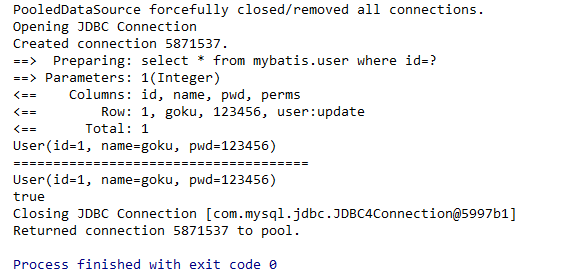 PooledDataSource forcefully closed/removed all connections.
Opening JDBC Connection
Created connection 5871537.
==>  Preparing: select * from mybatis.user where id=?
==> Parameters: 1(Integer)
<==    Columns: id, name, pwd, perms
<==        Row: 1, goku, 123456, user:update
<==      Total: 1
User(id=1, name=goku, pwd=123456)
=====================================
User(id=1, name=goku, pwd=123456)
true
Closing JDBC Connection [com.mysql.jdbc.JDBC4Connection@5997b1]
Returned connection 5871537 to pool.
Process finished with exit code 0